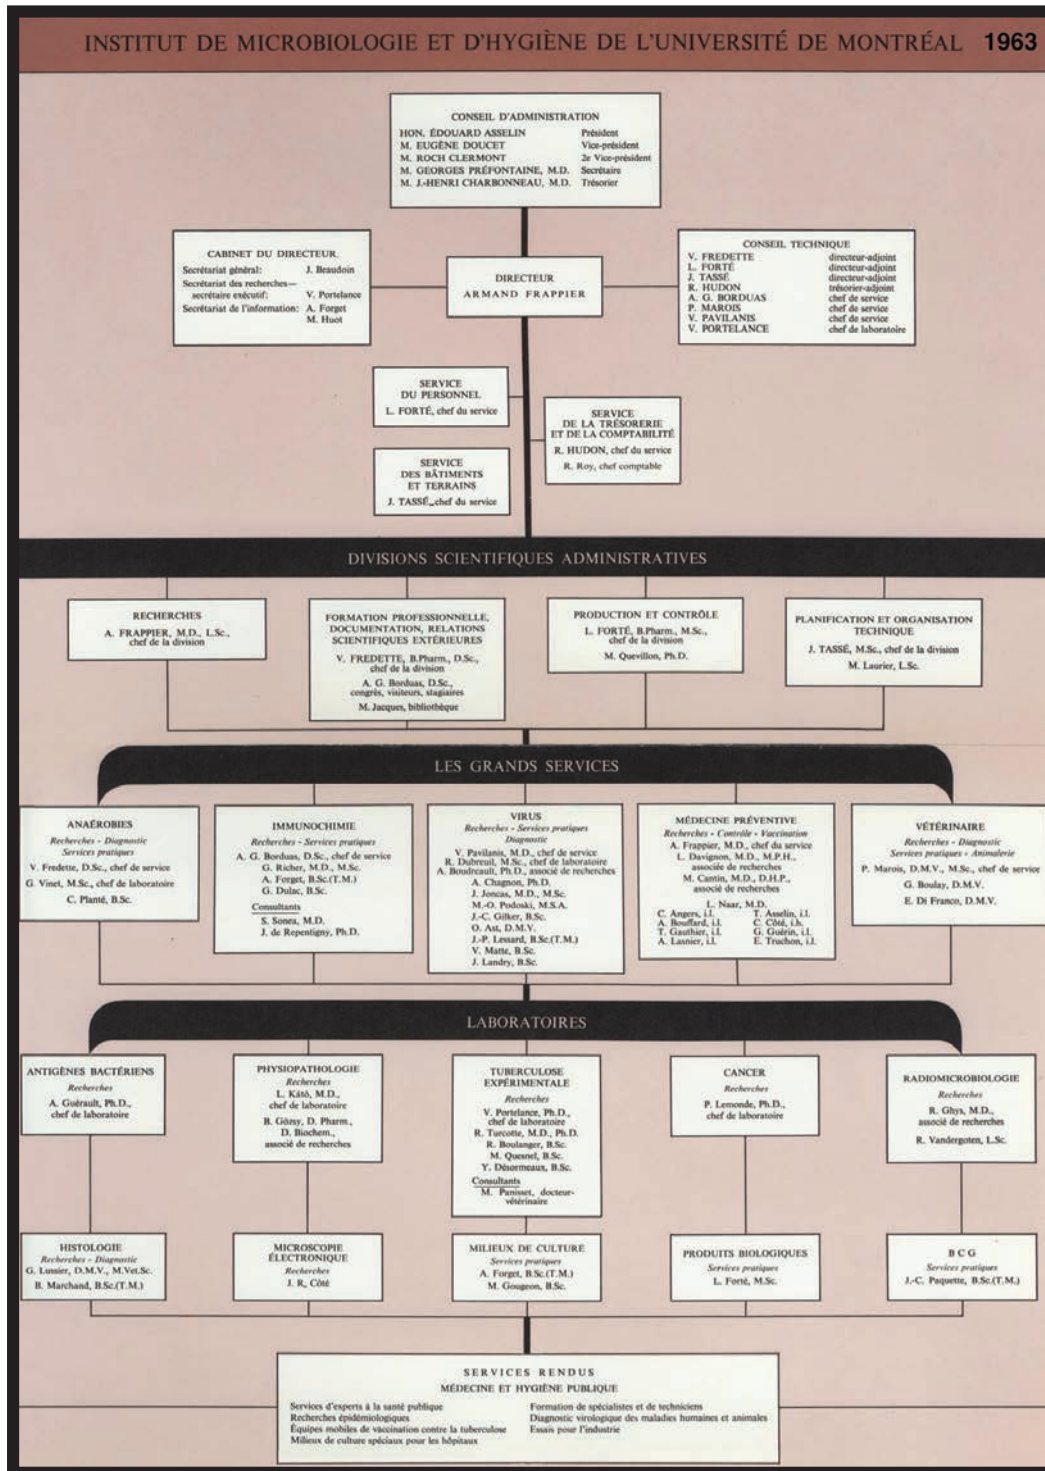 INSTITUT DE MICROBIOLOGIE ET D'HYGIÈNE DE L'UNIVERSITÉ DE MONTRÉAL 1963
CONSEIL D'ADMINISTRATION
HON. ÉDOUARD ASSELIN Président
M. EUGÈNE DOUCET Vice-président
M. ROCH CLERMONT 2e Vice-président
M. GEORGES PRÉFONTAINE, M.D. Secrétaire
M. J.-HENRI CHARBONNEAU, M.D. Trésorier
CABINET DU DIRECTEUR
Secrétariat général: J. Beaudoin
Secrétariat des recherches—
secrétaire exécutif: V. Portelance
Secrétariat de l'information: A. Forget
M. Huot
DIRECTEUR
ARMAND FRAPPIER
CONSEIL TECHNIQUE
V. FREDETTE directeur-adjoint
L. FORTÉ directeur-adjoint
J. TASSÉ directeur-adjoint
R. HUDON trésorier-adjoint
A. G. BORDUAS chef de service
P. MAROIS chef de service
V. PAVILANIS chef de service
V. PORTELANCE chef de laboratoire
SERVICE
DU PERSONNEL
L. FORTÉ, chef du service
SERVICE
DE LA TRÉSORERIE
ET DE LA COMPTABILITÉ
R. HUDON, chef du service
R. Roy, chef comptable
SERVICE
DES BÂTIMENTS
ET TERRAINS
J. TASSÉ, chef du service
DIVISIONS SCIENTIFIQUES ADMINISTRATIVES
RECHERCHES
A. FRAPPIER, M.D., L.Sc.,
chef de la division
FORMATION PROFESSIONNELLE,
DOCUMENTATION, RELATIONS
SCIENTIFIQUES EXTÉRIEURES
V. FREDETTE, B.Pharm., D.Sc.,
chef de la division
A. G. Borduas, D.Sc.,
congrès, visiteurs, stagiaires
M. Jacques, bibliothèque
PRODUCTION ET CONTRÔLE
L. FORTÉ, B.Pharm., M.Sc.,
chef de la division
M. Quevillon, Ph.D.
PLANIFICATION ET ORGANISATION
TECHNIQUE
J. TASSÉ, M.Sc., chef de la division
M. Laurier, L.Sc.
LES GRANDS SERVICES
ANAÉROBIES
Recherches - Diagnostic
Services pratiques
V. Fredette, D.Sc., chef de service
G. Vinet, M.Sc., chef de laboratoire
C. Planté, B.Sc.
IMMUNOCHIMIE
Recherches - Services pratiques
A. G. Borduas, D.Sc., chef de service
G. Richer, M.D., M.Sc.
A. Forget, B.Sc.(T.M.)
G. Dulac, B.Sc.
Consultants
S. Sonea, M.D.
J. de Repentigny, Ph.D.
VIRUS
Recherches - Services pratiques
Diagnostic
V. Pavilanis, M.D., chef de service
R. Dubreuil, M.Sc., chef de laboratoire
A. Boudreault, Ph.D., associé de recherches
A. Chagnon, Ph.D.
J. Joncas, M.D., M.Sc.
M.-O. Podoski, M.S.A.
J.-C. Gilker, B.Sc.
O. Ast, D.M.V.
J.-P. Lessard, B.Sc.(T.M.)
V. Matte, B.Sc.
J. Landry, B.Sc.
MÉDECINE PRÉVENTIVE
Recherches - Contrôle - Vaccination
A. Frappier, M.D., chef du service
L. Davignon, M.D., M.P.H.,
associée de recherches
M. Cantin, M.D., D.H.P.,
associé de recherches
L. Naar, M.D.
C. Angers, i.l. T. Asselin, i.l.
A. Bouffard, i.l. C. Côté, i.h.
T. Gauthier, i.l. G. Guérin, i.l.
A. Lasnier, i.l. E. Truchon, i.l.
VÉTÉRINAIRE
Recherches - Diagnostic
Services pratiques - Animalerie
P. Marois, D.M.V., M.Sc., chef de service
G. Boulay, D.M.V.
E. Di Franco, D.M.V.
LABORATOIRES
ANTIGÈNES BACTÉRIENS
Recherches
A. Guérault, Ph.D.,
chef de laboratoire
PHYSIOPATHOLOGIE
Recherches
L. Kátó, M.D.,
chef de laboratoire
B. Gözsy, D. Pharm.,
D. Biochem.,
associé de recherches
TUBERCULOSE
EXPÉRIMENTALE
Recherches
V. Portelance, Ph.D.,
chef de laboratoire
R. Turcotte, M.D., Ph.D.
R. Boulanger, B.Sc.
M. Quesnel, B.Sc.
Y. Désormeaux, B.Sc.
Consultants
M. Panisset, docteur-
vétérinaire
CANCER
Recherches
P. Lemonde, Ph.D.,
chef de laboratoire
RADIOMICROBIOLOGIE
Recherches
R. Ghys, M.D.,
associé de recherches
R. Vandergoten, L.Sc.
HISTOLOGIE
Recherches - Diagnostic
G. Lussier, D.M.V., M.Vet.Sc.
B. Marchand, B.Sc.(T.M.)
MICROSCOPIE
ÉLECTRONIQUE
Recherches
J. R. Côté
MILIEUX DE CULTURE
Services pratiques
A. Forget, B.Sc.(T.M.)
M. Gougeon, B.Sc.
PRODUITS BIOLOGIQUES
Services pratiques
L. Forté, M.Sc.
B C G
Services pratiques
J.-C. Paquette, B.Sc.(T.M.)
SERVICES RENDUS
MÉDECINE ET HYGIÈNE PUBLIQUE
Services d'experts à la santé publique
Recherches épidémiologiques
Équipes mobiles de vaccination contre la tuberculose
Milieux de culture spéciaux pour les hôpitaux
Formation de spécialistes et de techniciens
Diagnostic virologique des maladies humaines et animales
Essais pour l'industrie